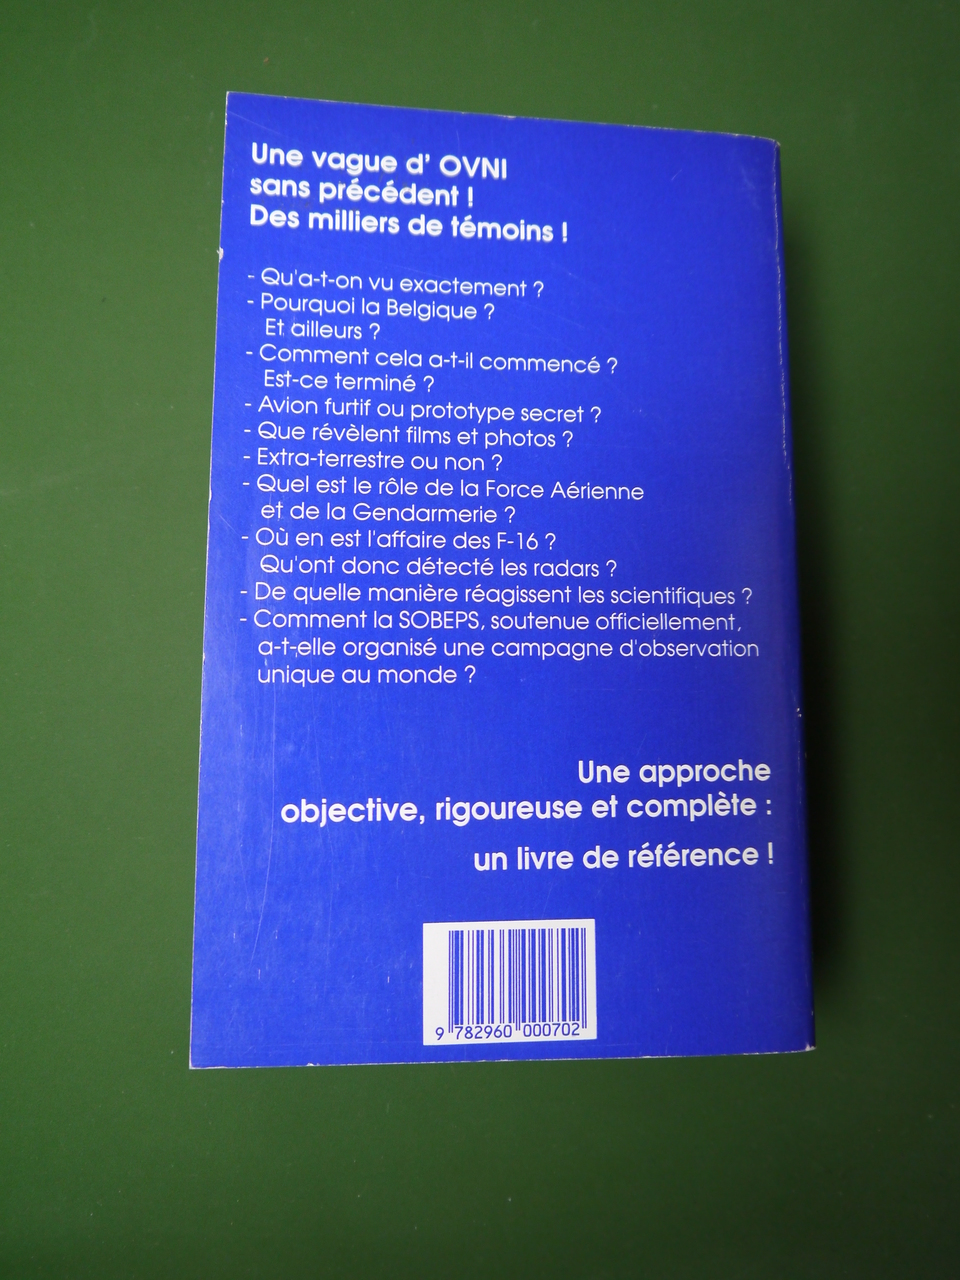 Une vague d' OVNI
sans précédent !
Des milliers de témoins !
- Qu'a-t-on vu exactement ?
- Pourquoi la Belgique ?
Et ailleurs ?
- Comment cela a-t-il commencé ?
Est-ce terminé ?
- Avion furtif ou prototype secret ?
- Que révèlent films et photos ?
- Extra-terrestre ou non ?
- Quel est le rôle de la Force Aérienne
et de la Gendarmerie ?
- Où en est l'affaire des F-16 ?
Qu'ont donc détecté les radars ?
- De quelle manière réagissent les scientifiques ?
- Comment la SOBEPS, soutenue officiellement,
a-t-elle organisé une campagne d'observation
unique au monde ?
Une approche
objective, rigoureuse et complète :
un livre de référence !
9 782960 000702